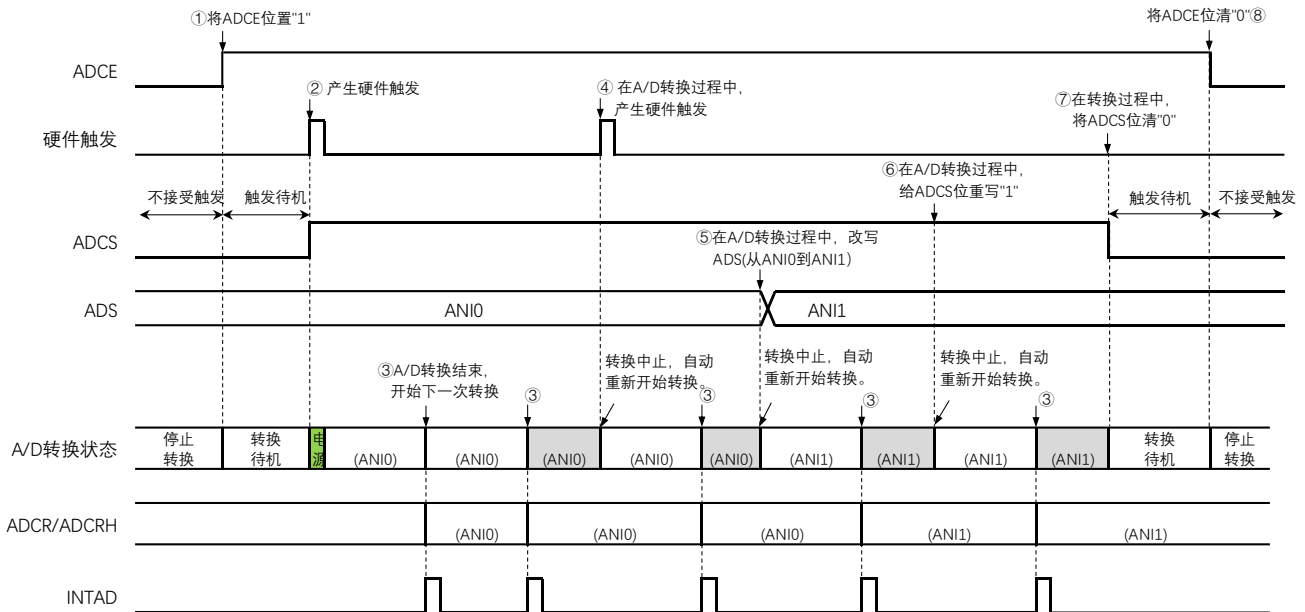 ①将ADCE位置"1"
将ADCE位清"0"⑧
ADCE
② 产生硬件触发
④ 在A/D转换过程中，
产生硬件触发
⑦在转换过程中，
将ADCS位清"0"
硬件触发
⑥在A/D转换过程中，
给ADCS位重写"1"
不接受触发
触发待机
触发待机
不接受触发
ADCS
⑤在A/D转换过程中，改写
ADS(从ANI0到ANI1）
ADS
ANI0
ANI1
③A/D转换结束，
开始下一次转换
③
转换中止，自动
重新开始转换。
③
转换中止，自动
重新开始转换。
③
转换中止，自动
重新开始转换。
③
A/D转换状态
停止
转换
转换
待机
电
源
(ANI0)
(ANI0)
(ANI0)
(ANI0)
(ANI0)
(ANI1)
(ANI1)
(ANI1)
(ANI1)
转换
待机
停止
转换
ADCR/ADCRH
(ANI0)
(ANI0)
(ANI0)
(ANI1)
(ANI1)
INTAD